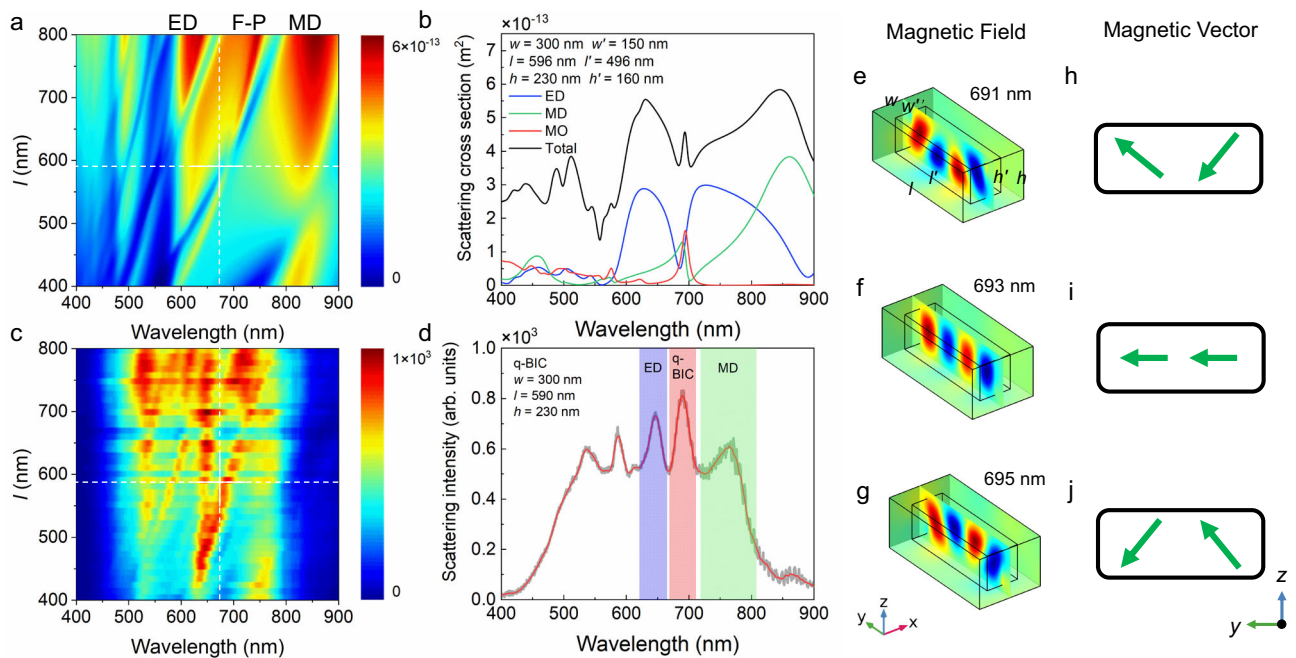 a
ED
F-P
MD
800
700
600
500
400
l (nm)
400
500
600
700
800
900
Wavelength (nm)
6×10⁻¹³
0
b
×10⁻¹³
7
6
5
4
3
2
1
0
Scattering cross section (m²)
w = 300 nm w' = 150 nm
l = 596 nm l' = 496 nm
h = 230 nm h' = 160 nm
ED
MD
MO
Total
400
500
600
700
800
900
Wavelength (nm)
c
800
700
600
500
400
l (nm)
400
500
600
700
800
900
Wavelength (nm)
1×10³
0
d
×10³
1.0
0.8
0.6
0.4
0.2
0.0
Scattering intensity (arb. units)
q-BIC
w = 300 nm
l = 590 nm
h = 230 nm
ED
q-
BIC
MD
400
500
600
700
800
900
Wavelength (nm)
Magnetic Field
Magnetic Vector
e
691 nm
w
w'
l
l'
h'
h
h
f
693 nm
i
g
695 nm
j
z
y
x
z
y